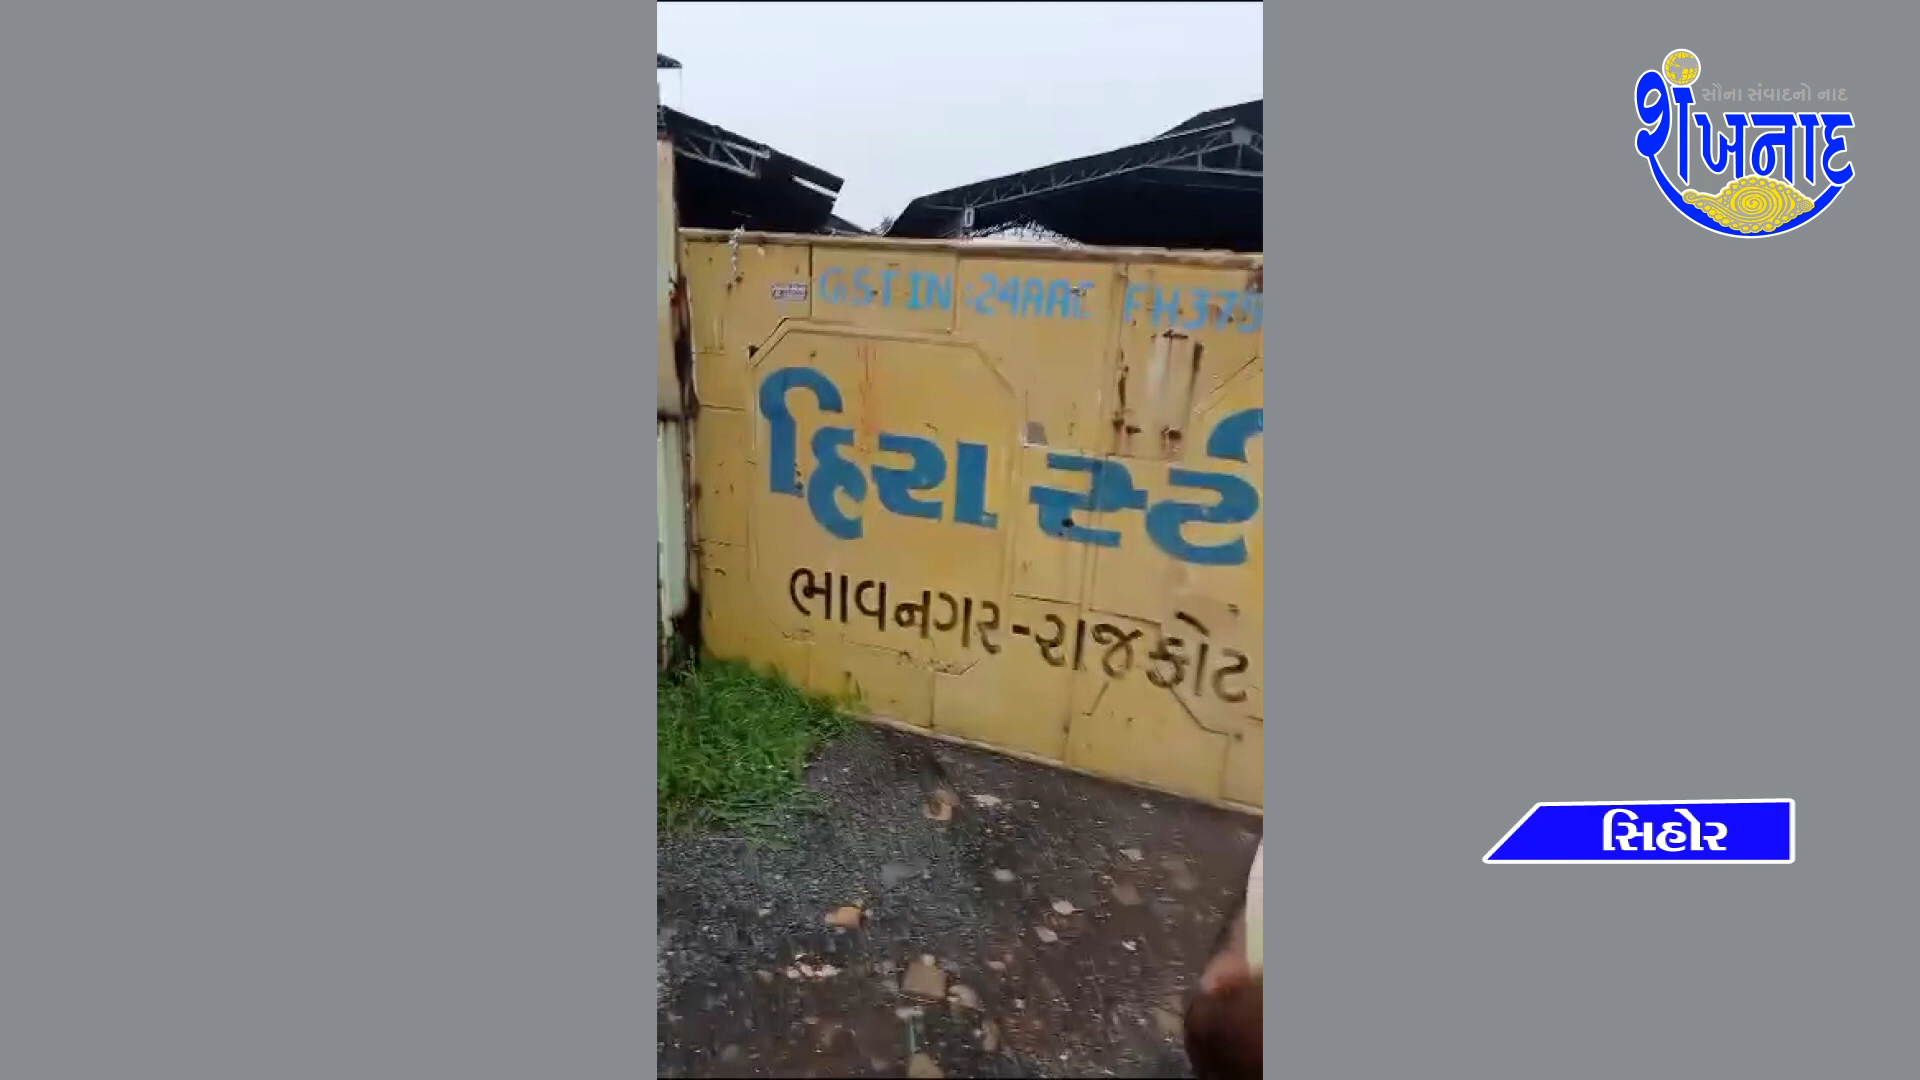 સૌના સંવાદનો નાદ
શંખનાદ
GSTIN :24AAC FH379
હિરા સ્ટી
ભાવનગર-રાજકોટ
સિહોર